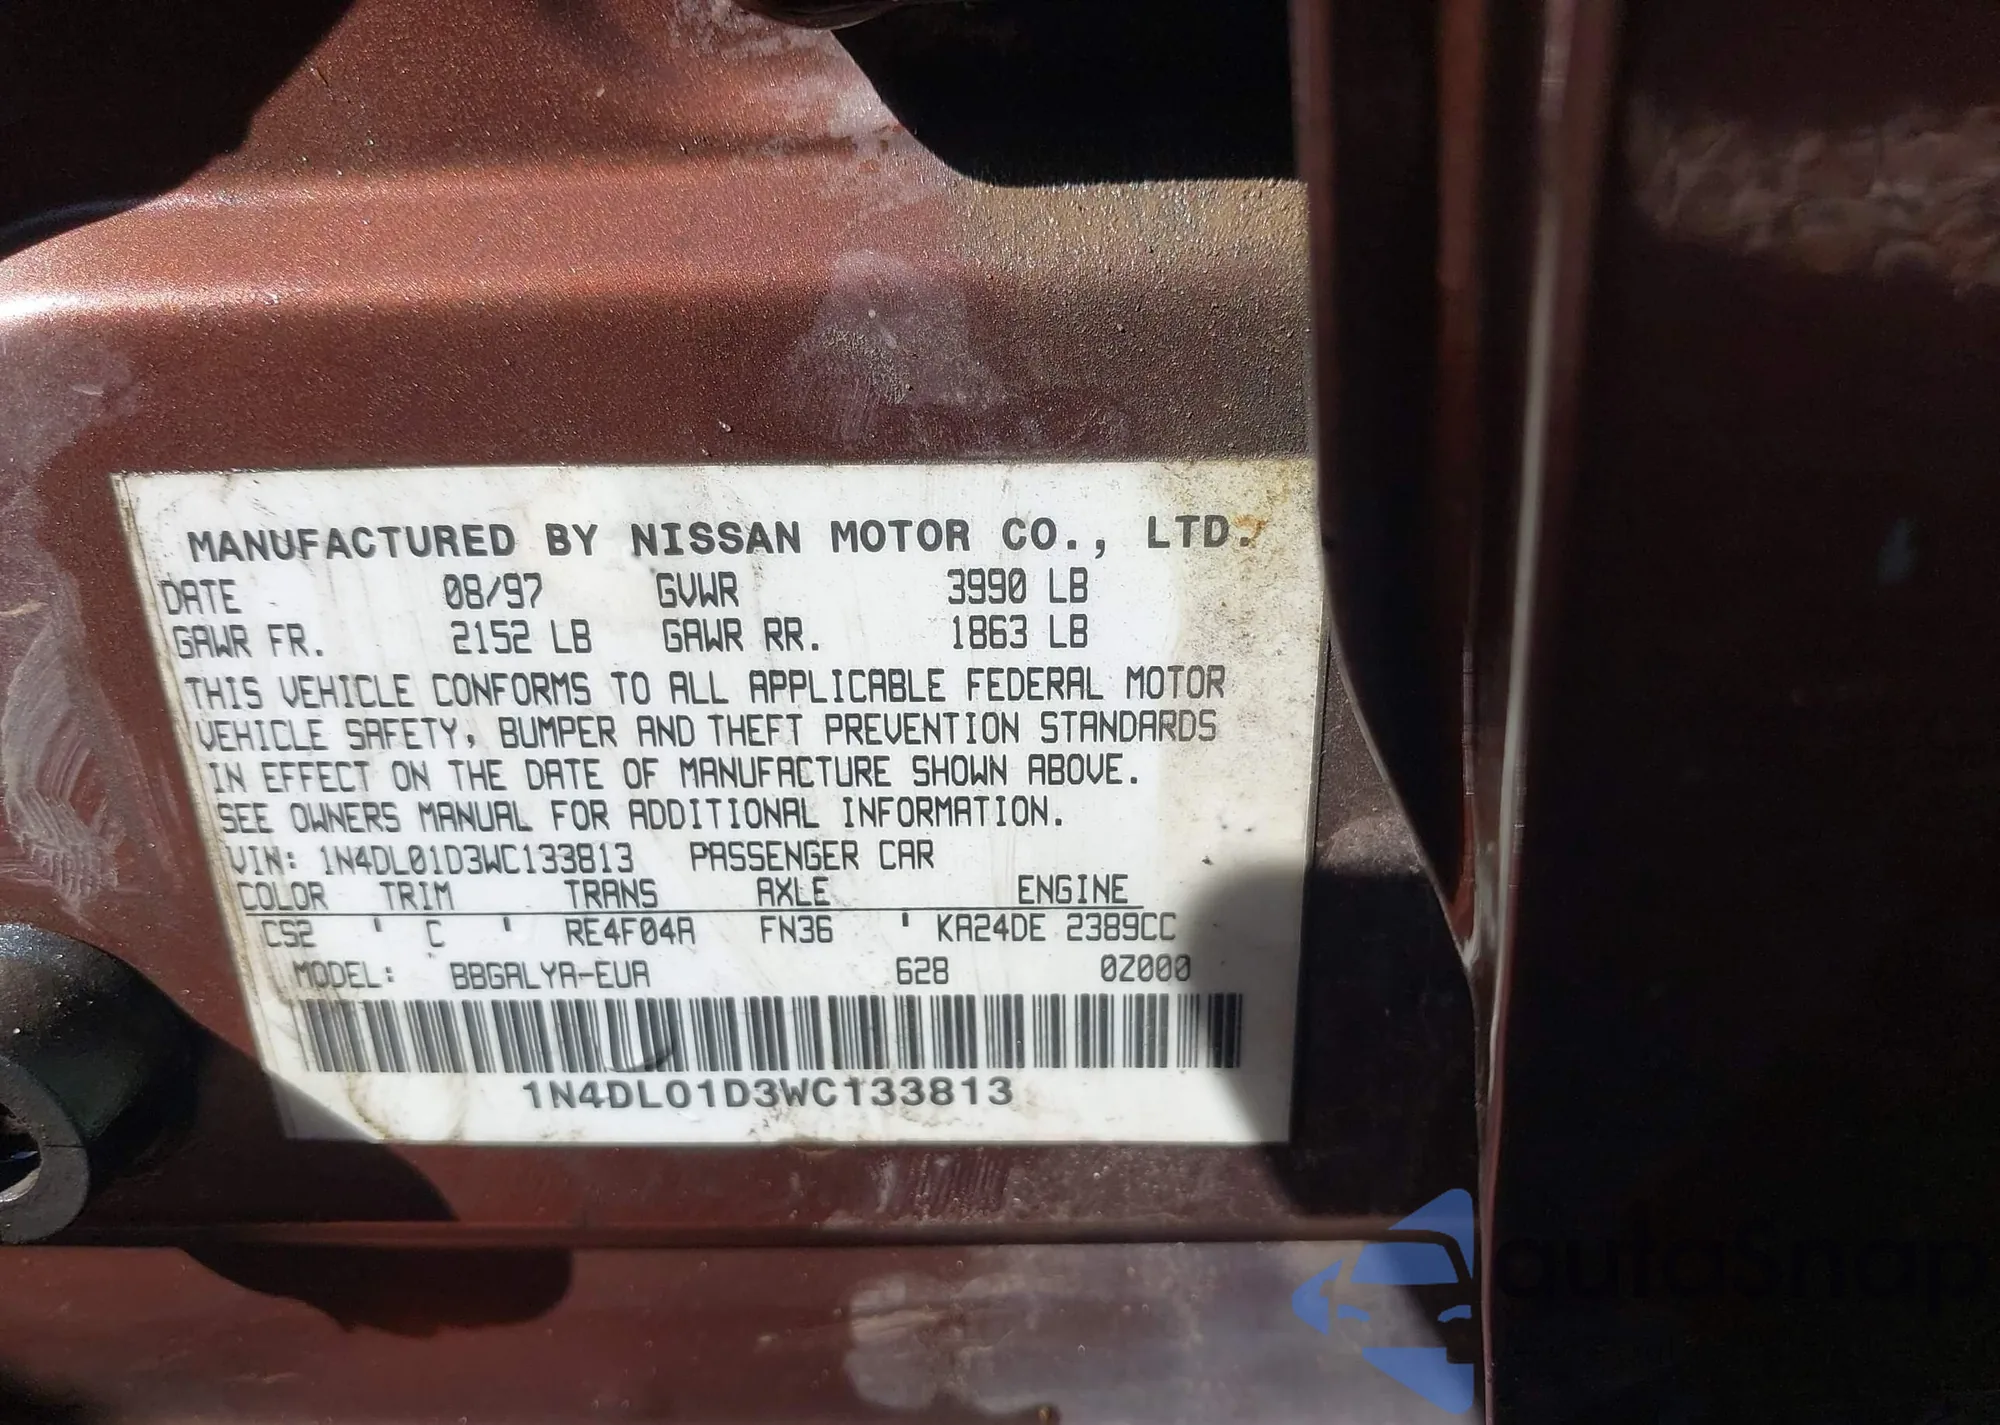 MANUFACTURED BY NISSAN MOTOR CO., LTD.
DATE 08/97 GVWR 3990 LB
GAWR FR. 2152 LB GAWR RR. 1863 LB
THIS VEHICLE CONFORMS TO ALL APPLICABLE FEDERAL MOTOR
VEHICLE SAFETY, BUMPER AND THEFT PREVENTION STANDARDS
IN EFFECT ON THE DATE OF MANUFACTURE SHOWN ABOVE.
SEE OWNERS MANUAL FOR ADDITIONAL INFORMATION.
VIN: 1N4DL01D3WC133813 PASSENGER CAR
COLOR TRIM TRANS AXLE ENGINE
CS2 ' C ' RE4F04A FN36 ' KA24DE 2389CC
MODEL: BBGALYA-EUA 628 0Z000
1N4DL01D3WC133813
autosnap